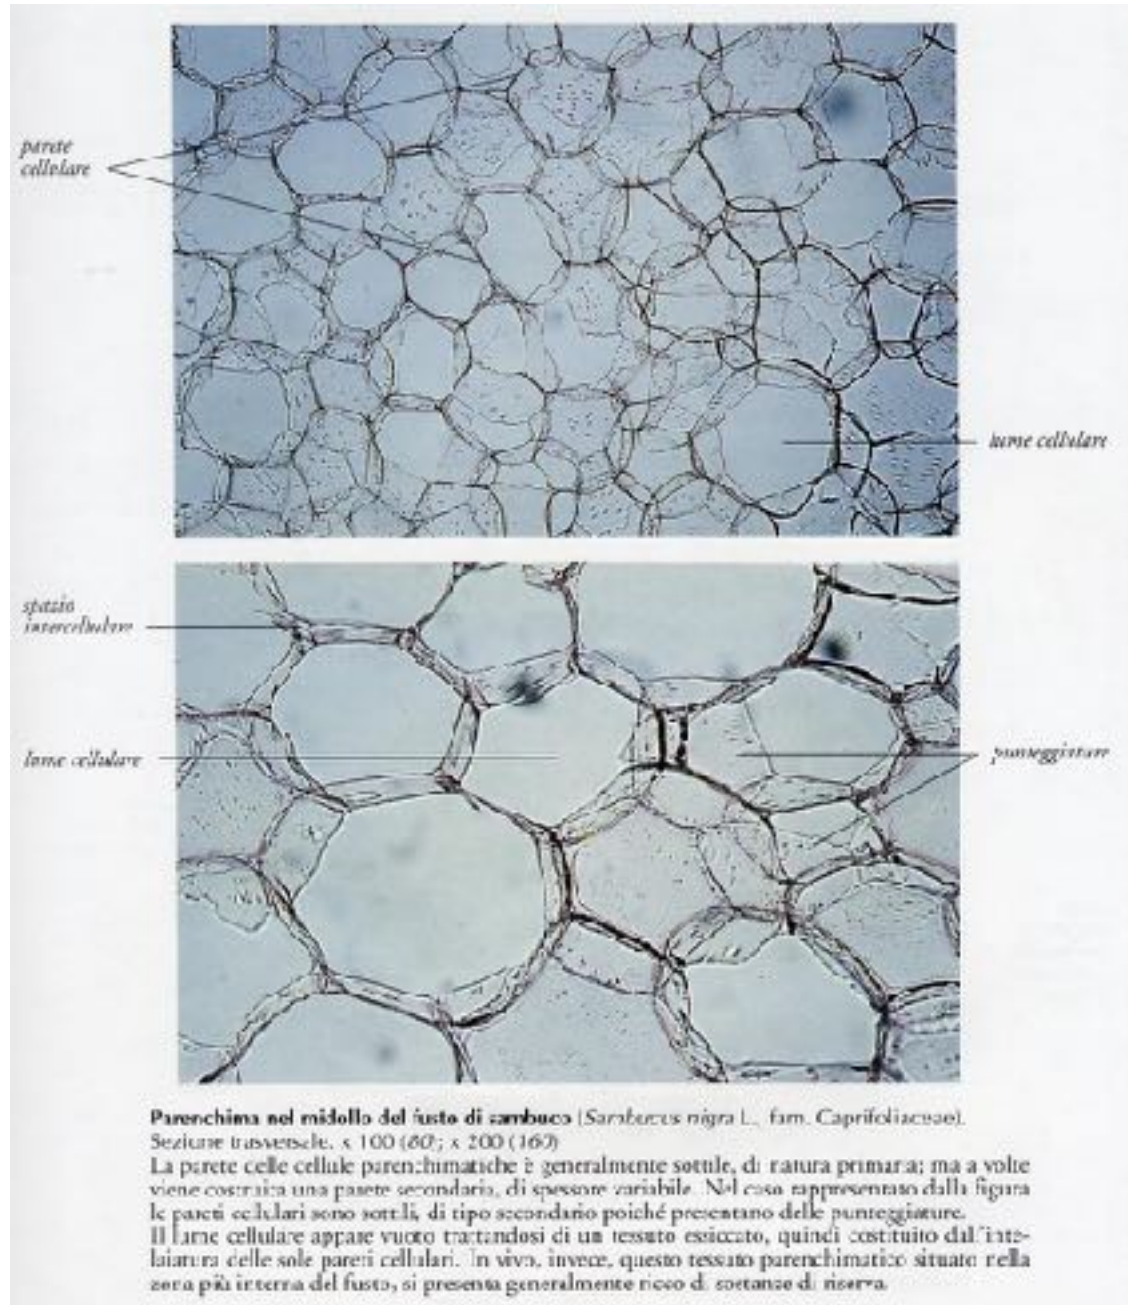 parete
cellulare
lume cellulare
spazio
intercellulare
lume cellulare
punteggiature
Parenchima nel midollo del fusto di sambuco (Sambucus nigra L., fam. Caprifoliaceae).
Sezione trasversale. x 100 (80); x 200 (160)
La parete delle cellule parenchimatiche è generalmente sottile, di natura primaria; ma a volte
viene costruita una parete secondaria, di spessore variabile. Nel caso rappresentato dalla figura
le pareti cellulari sono sottili, di tipo secondario poiché presentano delle punteggiature.
Il lume cellulare appare vuoto trattandosi di un tessuto essiccato, quindi costituito dall'inte-
laiatura delle sole pareti cellulari. In vivo, invece, questo tessuto parenchimatico situato nella
zona più interna del fusto, si presenta generalmente ricco di sostanze di riserva.